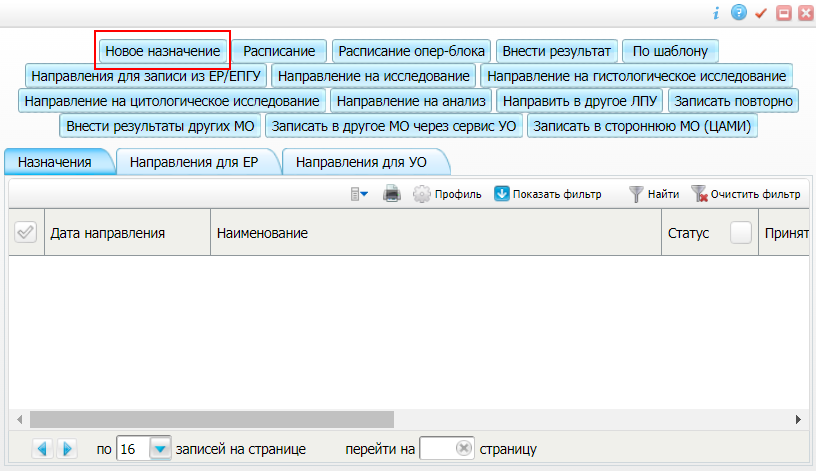 Новое назначение Расписание Расписание опер-блока Внести результат По шаблону
Направления для записи из ЕР/ЕПГУ Направление на исследование Направление на гистологическое исследование
Направление на цитологическое исследование Направление на анализ Направить в другое ЛПУ Записать повторно
Внести результаты других МО Записать в другое МО через сервис УО Записать в стороннюю МО (ЦАМИ)
Назначения Направления для ЕР Направления для УО
Профиль Показать фильтр Найти Очистить фильтр
Дата направления Наименование Статус Принят
по 16 записей на странице перейти на страницу